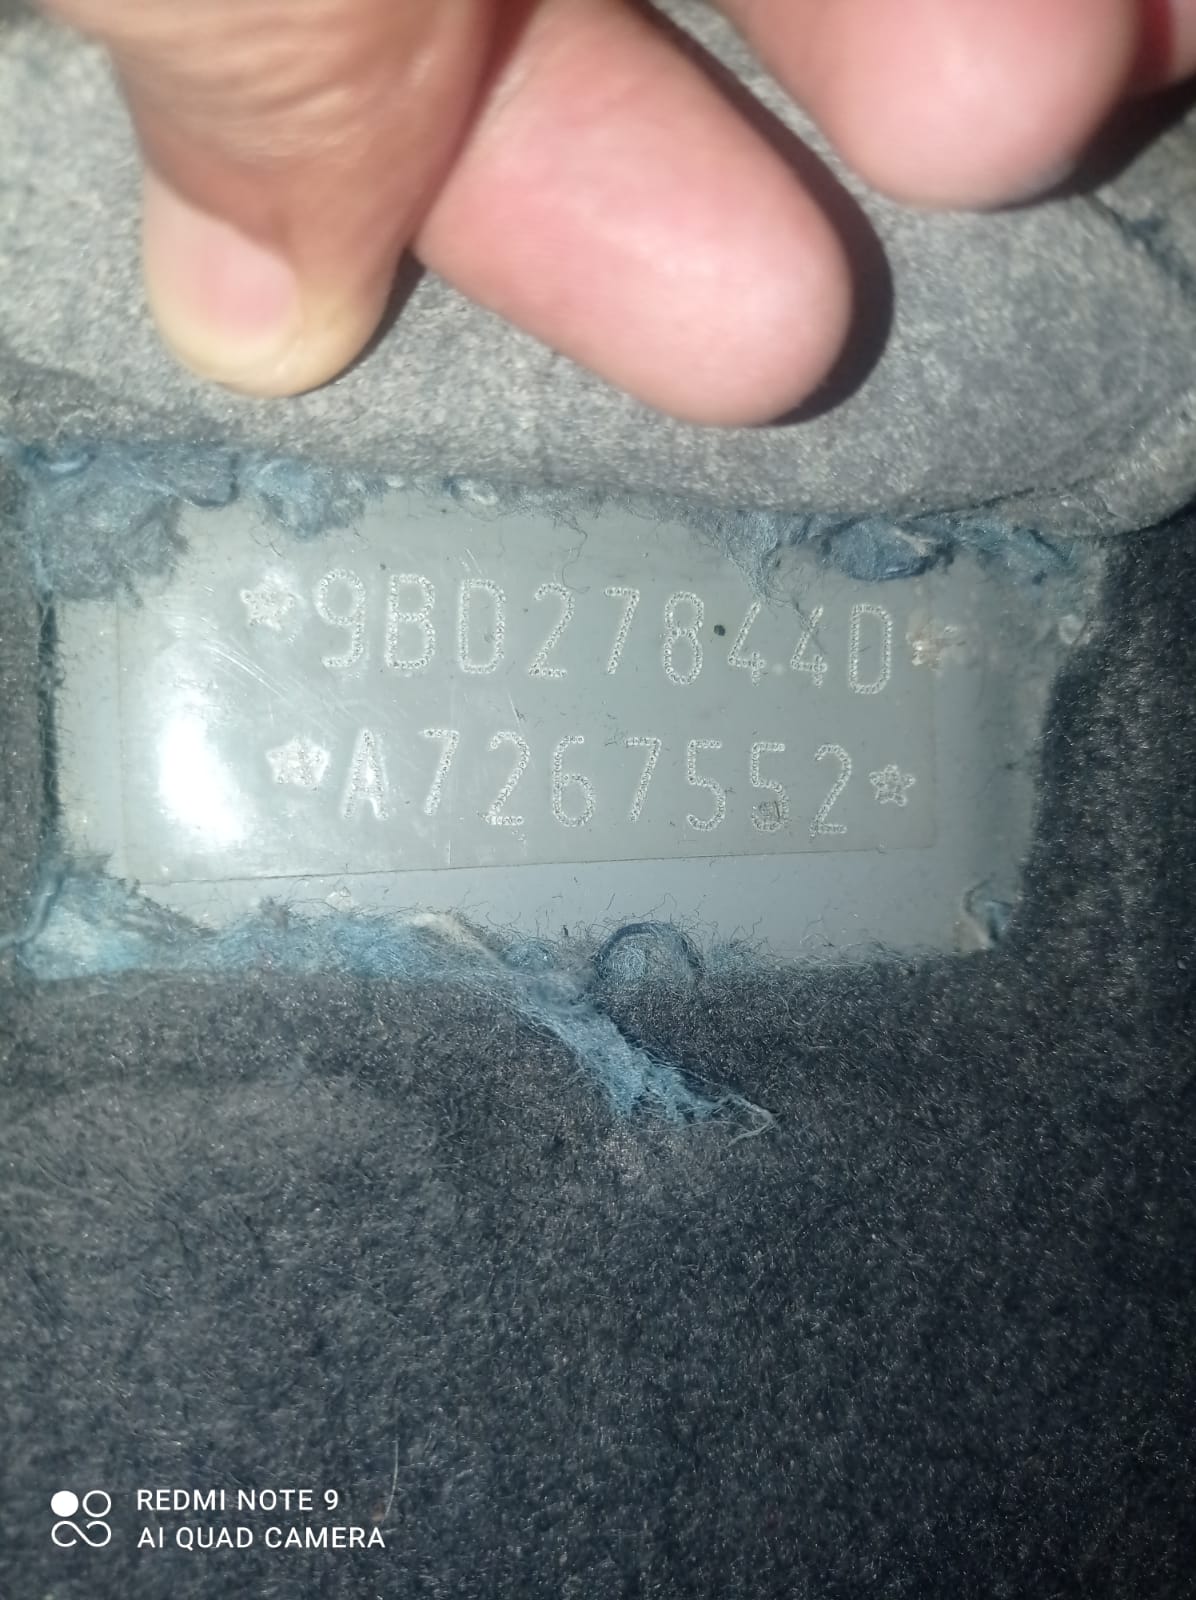 *9BD27844D*
*A7267552*
REDMI NOTE 9
AI QUAD CAMERA